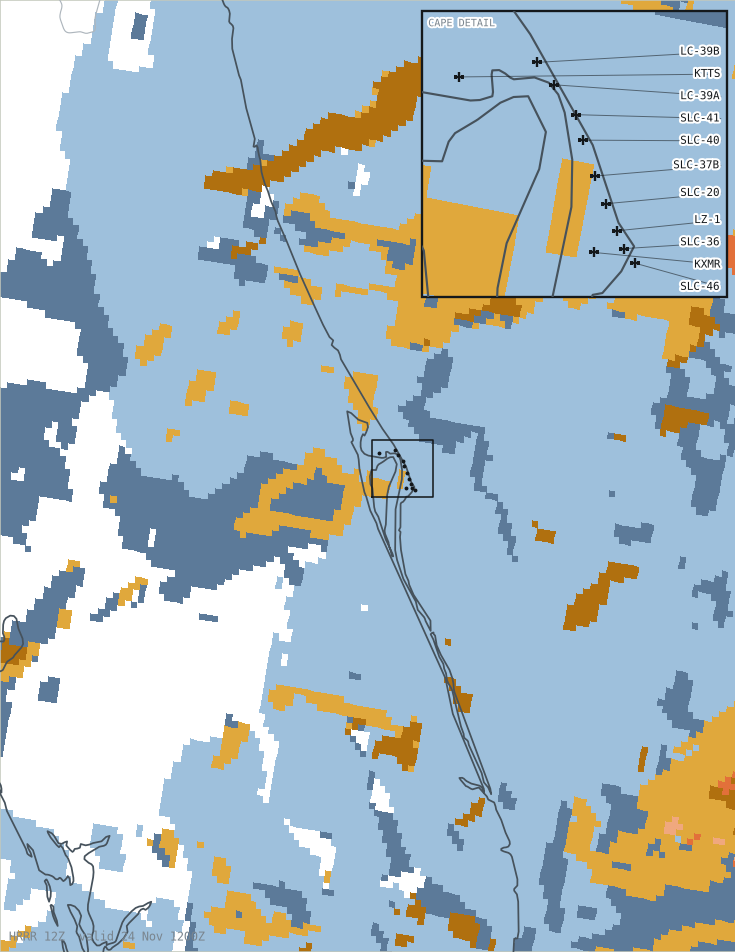 CAPE DETAIL
LC-39B
KTTS
LC-39A
SLC-41
SLC-40
SLC-37B
SLC-20
LZ-1
SLC-36
KXMR
SLC-46
HRRR 12Z valid 24 Nov 1200Z